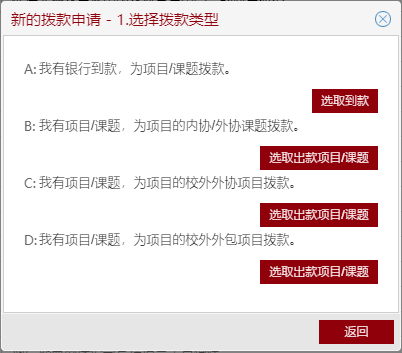 新的拨款申请 - 1.选择拨款类型
A: 我有银行到款，为项目/课题拨款。
选取到款
B: 我有项目/课题，为项目的内协/外协课题拨款。
选取出款项目/课题
C: 我有项目/课题，为项目的校外外协项目拨款。
选取出款项目/课题
D: 我有项目/课题，为项目的校外外包项目拨款。
选取出款项目/课题
返回